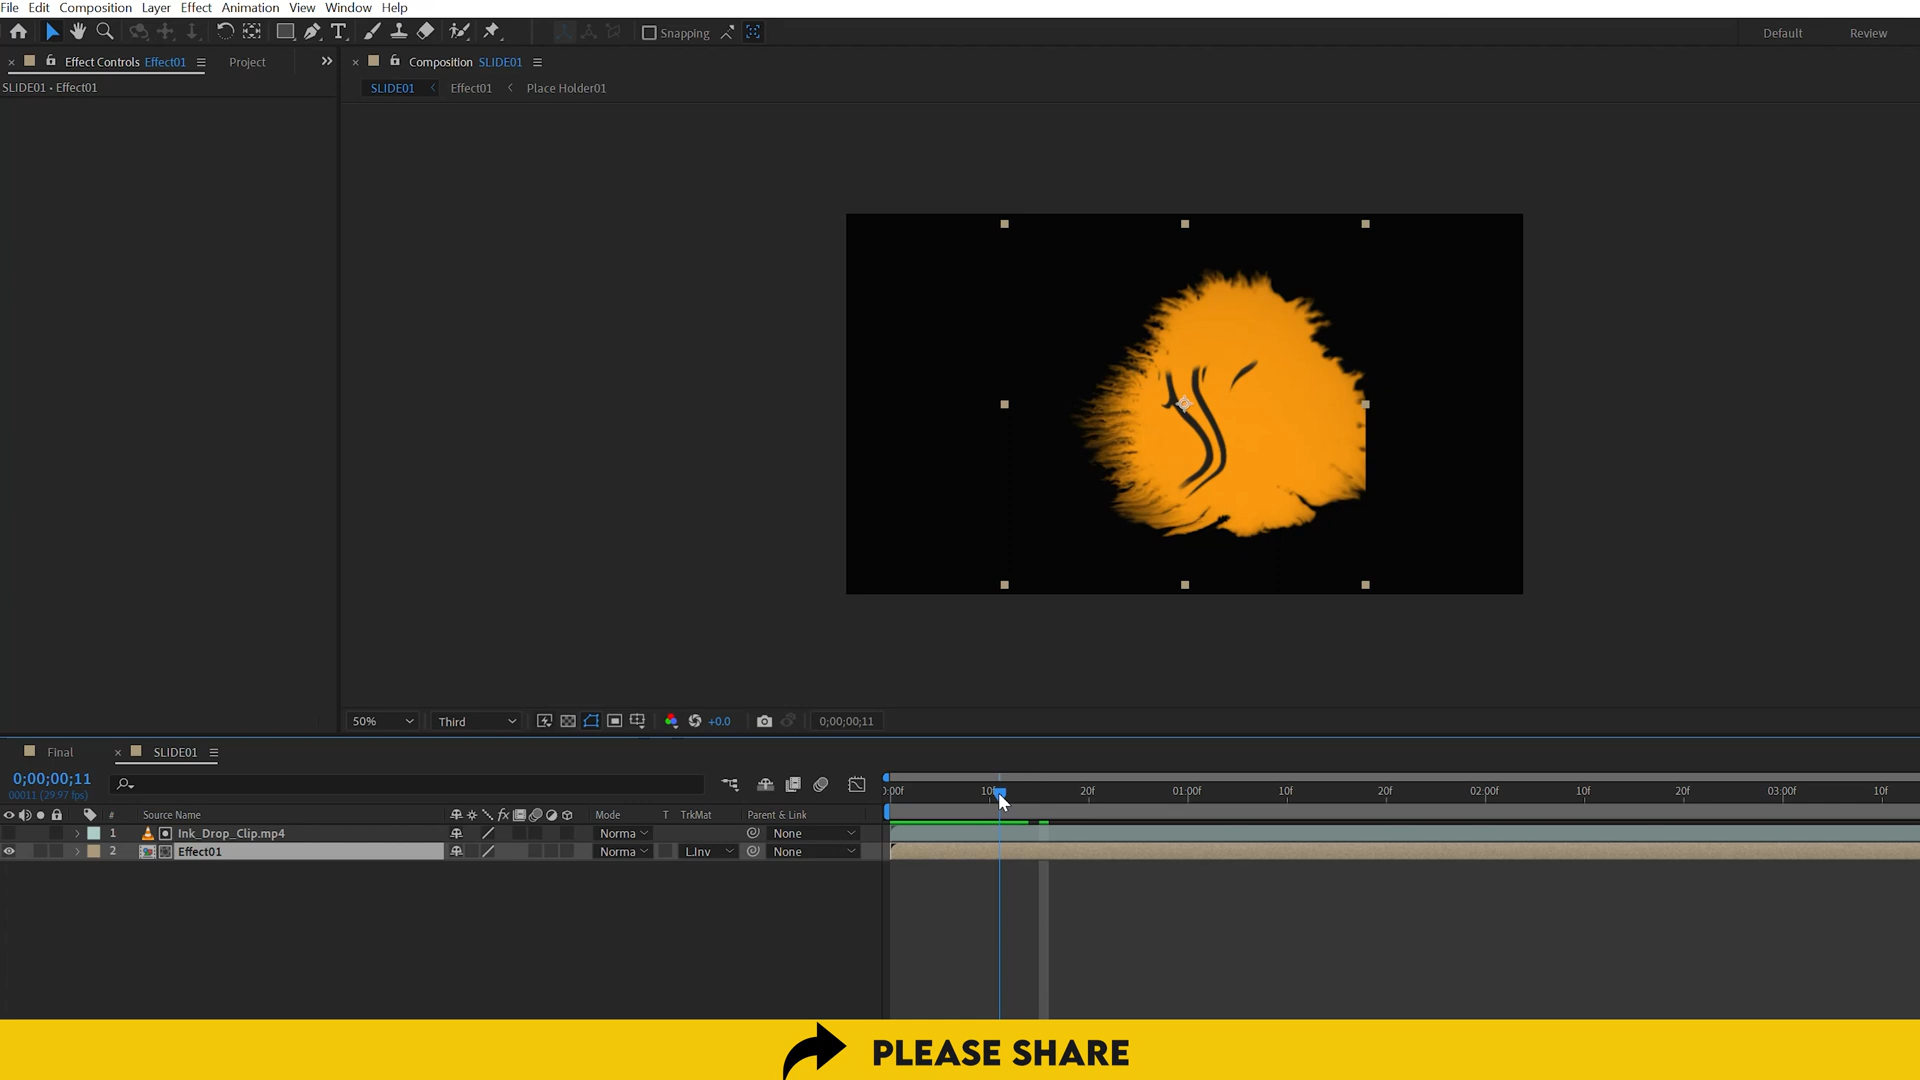 File Edit Composition Layer Effect Animation View Window Help
Snapping Default Review
Effect Controls Effect01 Project Composition SLIDE01
SLIDE01 • Effect01 SLIDE01 Effect01 Place Holder01
50% Third +0.0 0;00;00;11
FInal SLIDE01
0;00;00;11
00011 (29.97 fps)
# Source Name fx Mode T TrkMat Parent & Link
0:00f 10f 20f 01:00f 10f 20f 02:00f 10f 20f 03:00f 10f
1 Ink_Drop_Clip.mp4 Norma None
2 Effect01 Norma L.Inv None
PLEASE SHARE